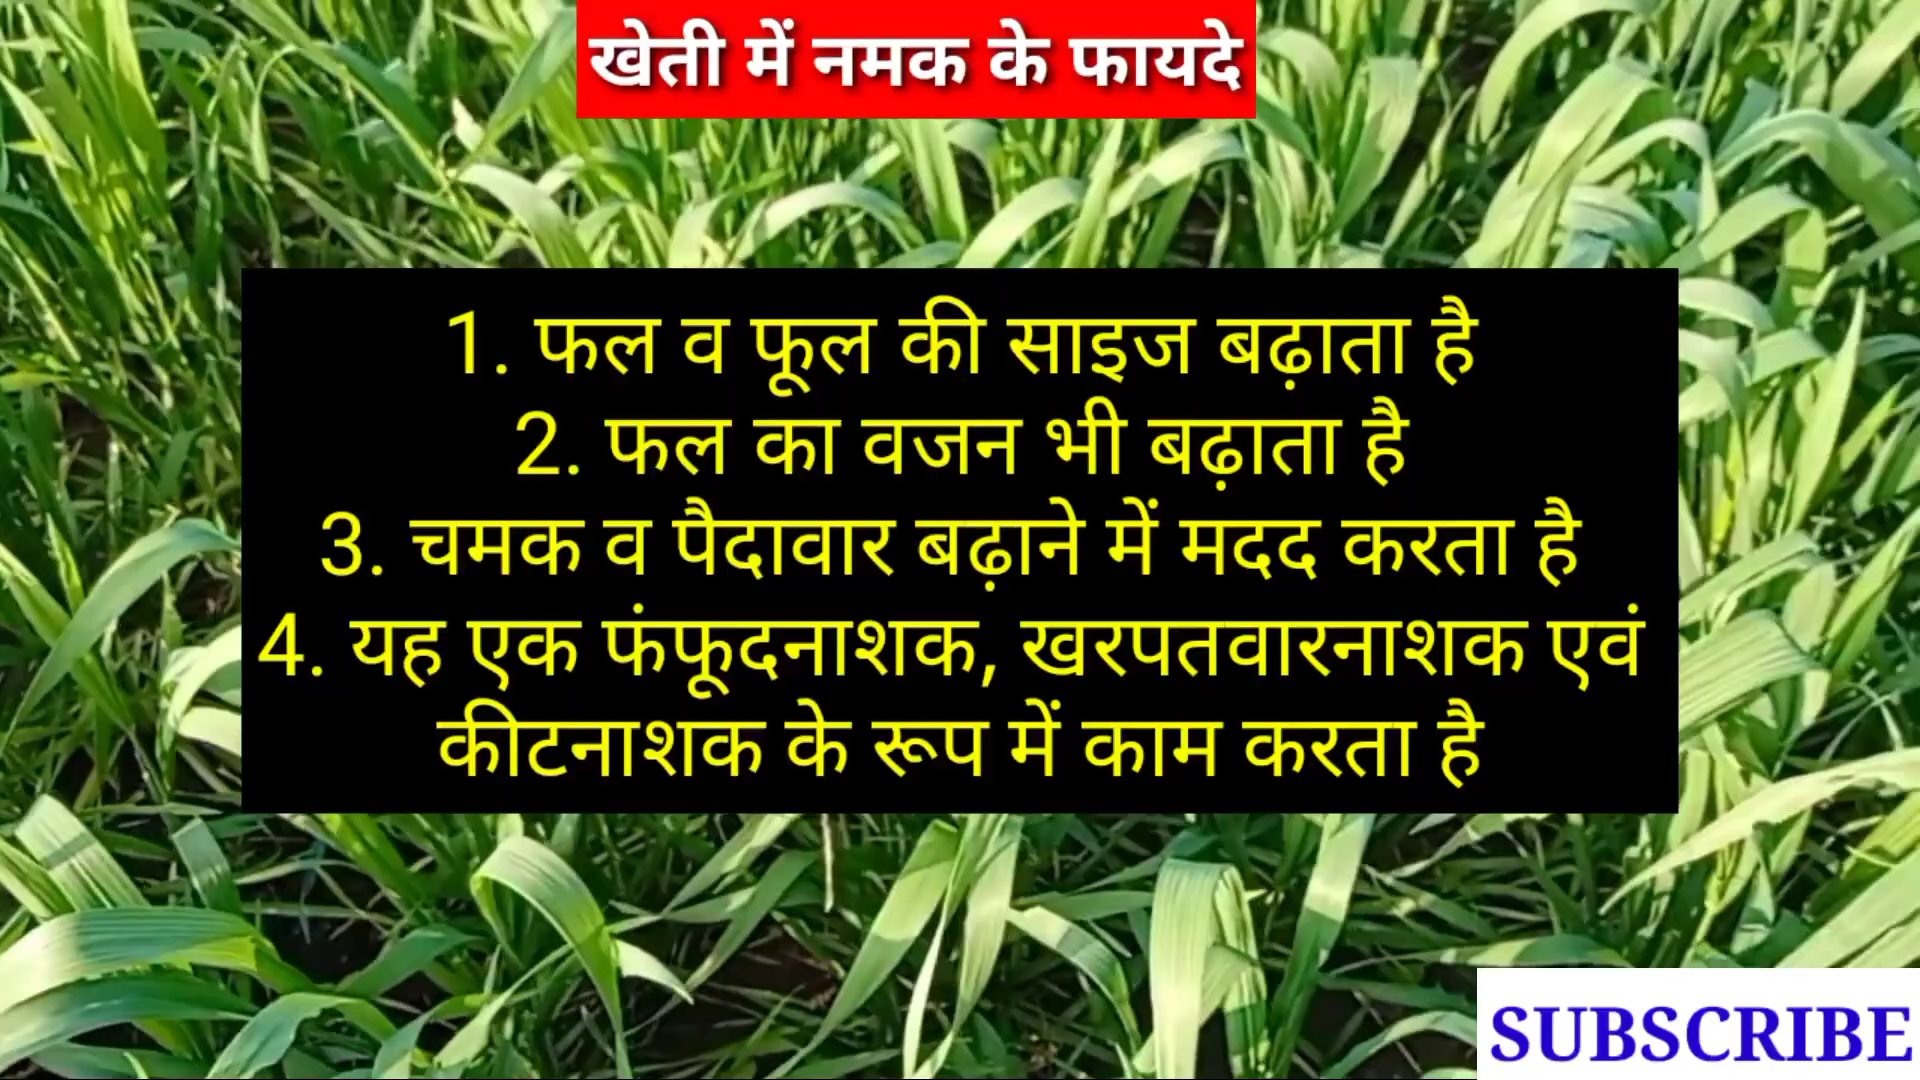 खेती में नमक के फायदे
1. फल व फूल की साइज बढ़ाता है
2. फल का वजन भी बढ़ाता है
3. चमक व पैदावार बढ़ाने में मदद करता है
4. यह एक फंफूदनाशक, खरपतवारनाशक एवं
कीटनाशक के रूप में काम करता है
SUBSCRIBE